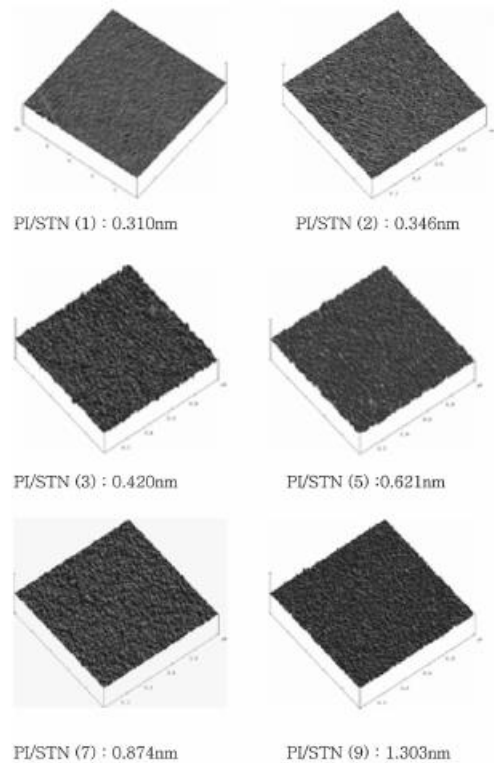 PI/STN (1) : 0.310nm
PI/STN (2) : 0.346nm
PI/STN (3) : 0.420nm
PI/STN (5) :0.621nm
PI/STN (7) : 0.874nm
PI/STN (9) : 1.303nm